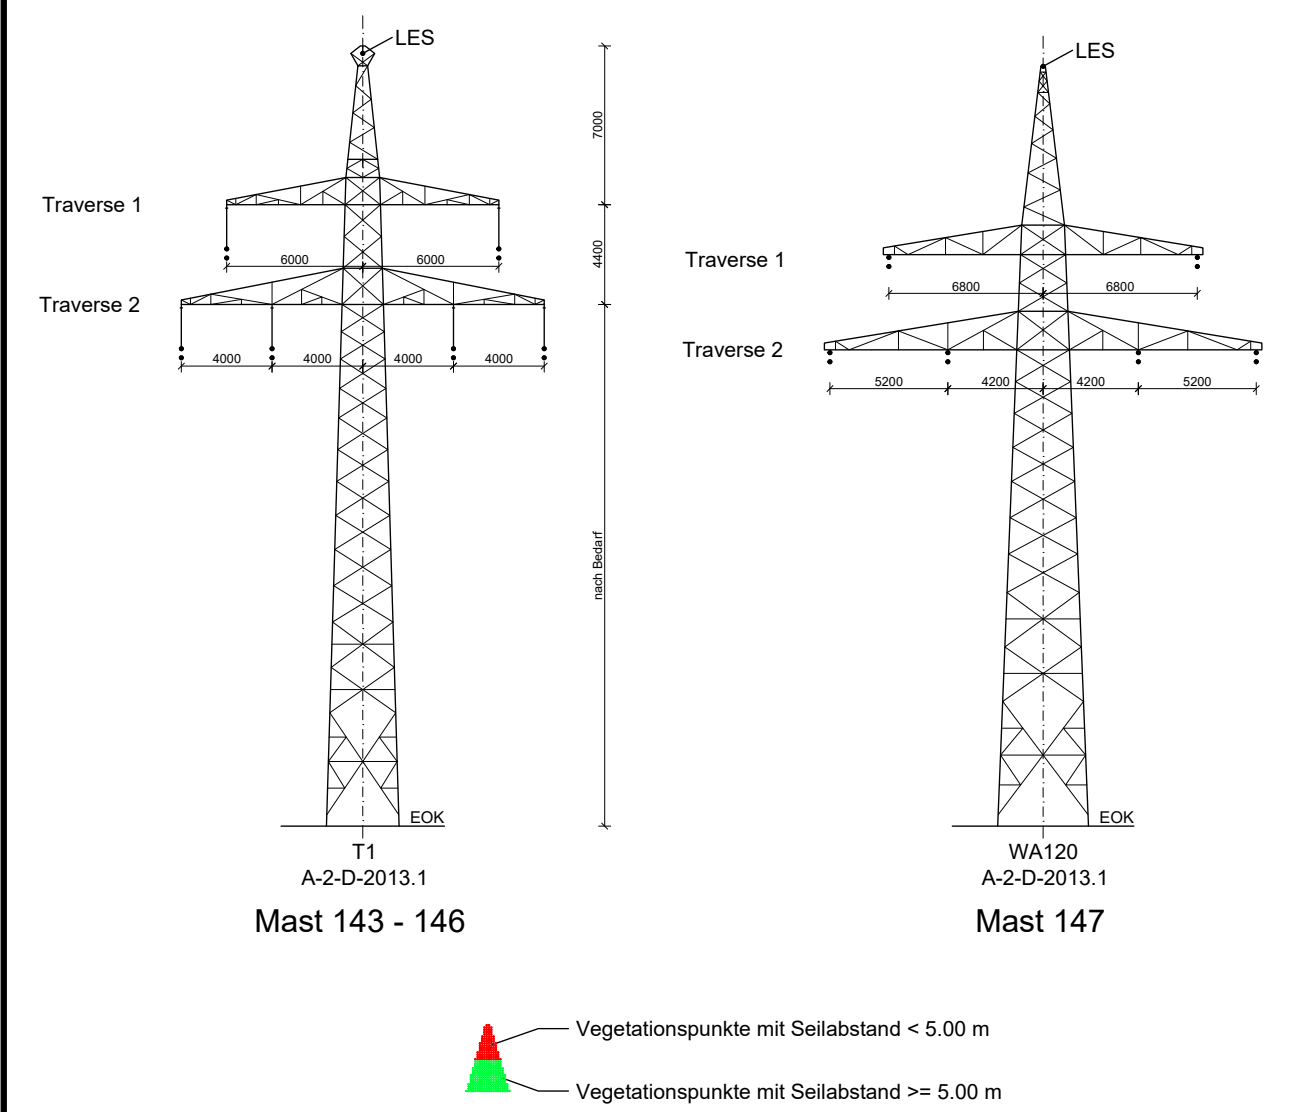 LES
7000
Traverse 1
6000 6000
4400
Traverse 2
4000 4000 4000 4000
nach Bedarf
EOK
T1
A-2-D-2013.1
Mast 143 - 146
LES
Traverse 1
6800 6800
Traverse 2
5200 4200 4200 5200
EOK
WA120
A-2-D-2013.1
Mast 147
Vegetationspunkte mit Seilabstand < 5.00 m
Vegetationspunkte mit Seilabstand >= 5.00 m